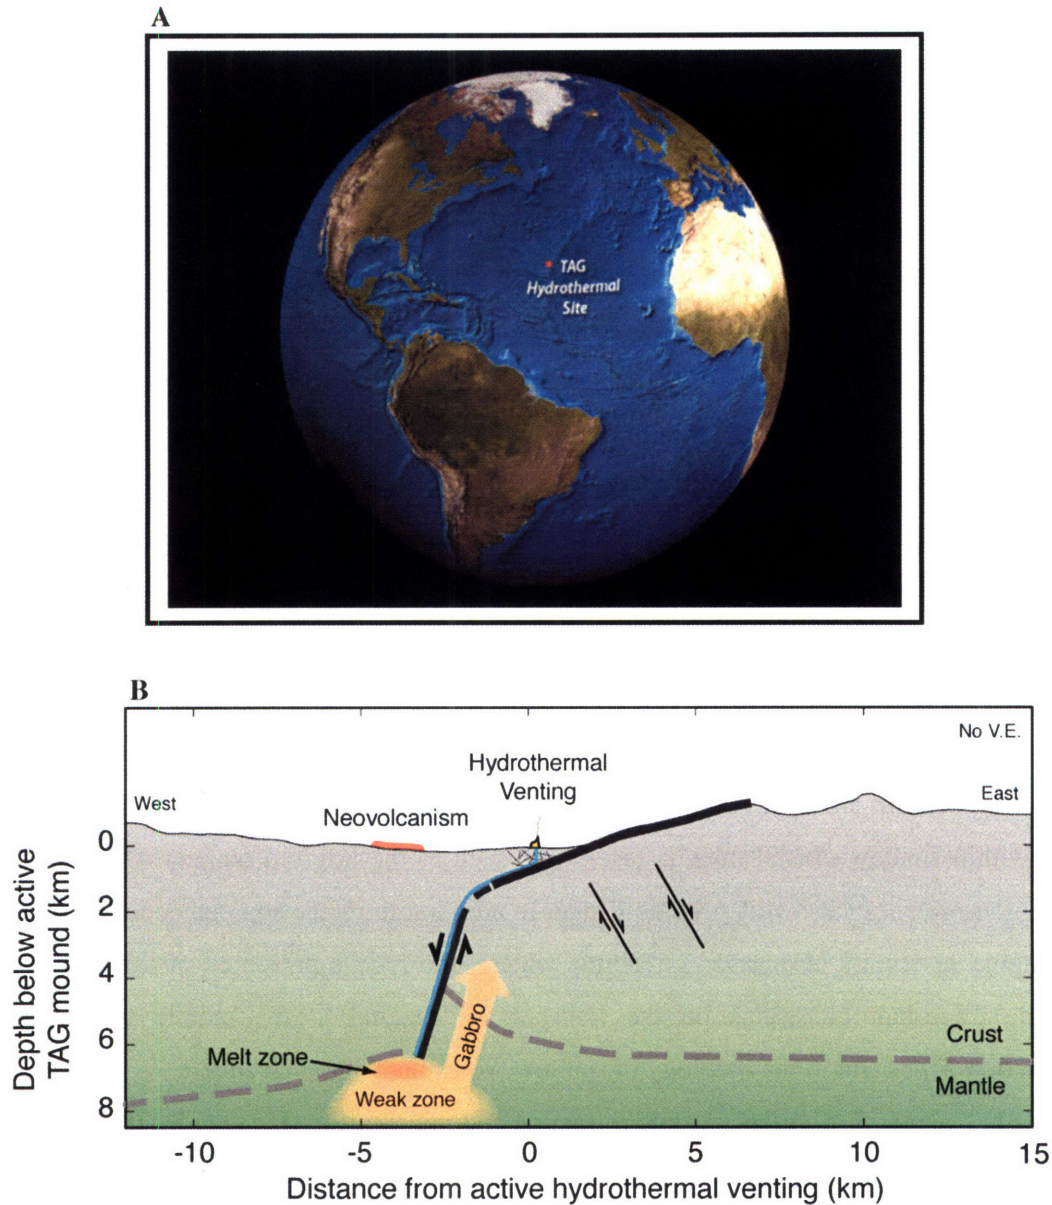 A
TAG
Hydrothermal
Site
B
No V.E.
Hydrothermal
Venting
West
East
Neovolcanism
0
2
4
6
8
Depth below active
TAG mound (km)
Gabbro
Crust
Melt zone
Mantle
Weak zone
-10
-5
0
5
10
15
Distance from active hydrothermal venting (km)